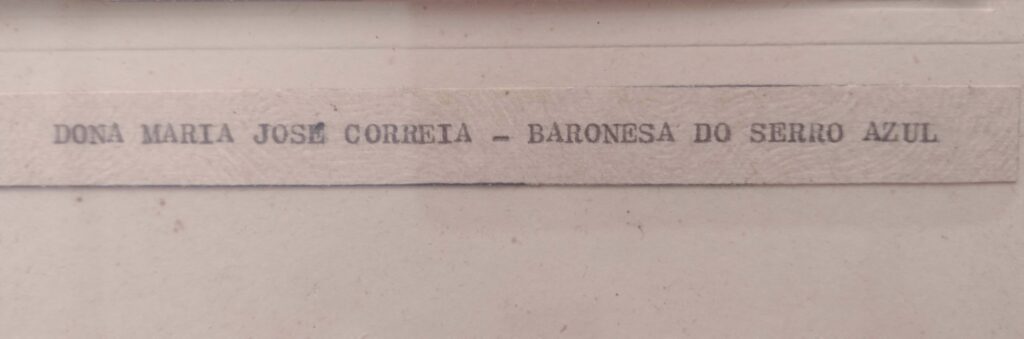 DONA MARIA JOSÉ CORREIA - BARONESA DO SERRO AZUL